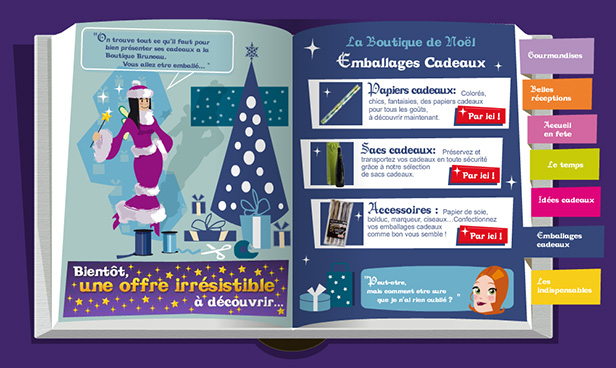 "On trouve tout ce qu'il faut pour
bien présenter ses cadeaux a la
Boutique Bruneau.
Vous allez etre emballé... "
Bientôt,
une offre irrésistible
à découvrir...
La Boutique de Noël
Emballages Cadeaux
Papiers cadeaux: Colorés,
chics, fantaisies, des papiers cadeaux
pour tous les goûts,
à découvrir maintenant.
Par ici !
Sacs cadeaux: Préservez et
transportez vos cadeaux en toute sécurité
grâce à notre sélection
de sacs cadeaux.
Par ici !
Accessoires : Papier de soie,
bolduc, marqueur, ciseaux...Confectionnez
vos emballages cadeaux
comme bon vous semble !
Par ici !
"Peut-etre,
mais comment etre sure
que je n'ai rien oublié ? "
Gourmandises
Belles
réceptions
Accueil
en fete
Le temps
Idées cadeaux
Emballages
cadeaux
Les
indispensables